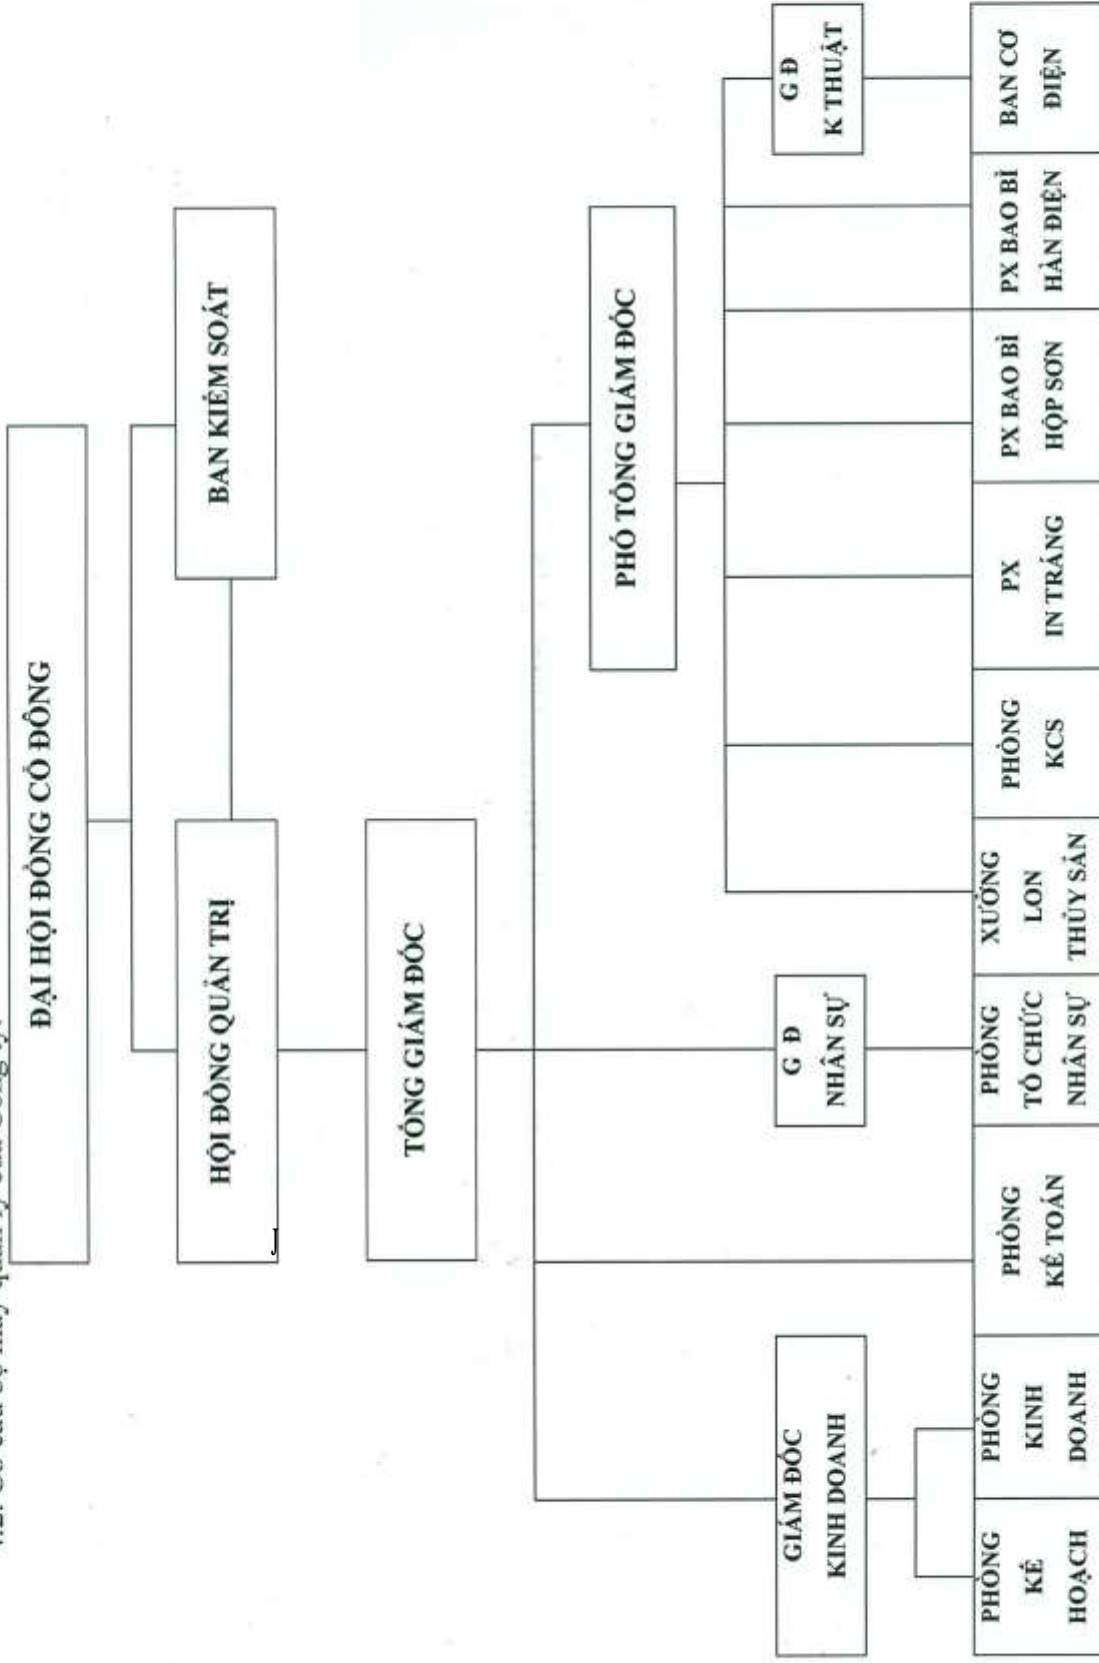 ĐẠI HỘI ĐỒNG CỔ ĐÔNG
HỘI ĐỒNG QUẢN TRỊ
BAN KIỂM SOÁT
TỔNG GIÁM ĐỐC
PHÓ TỔNG GIÁM ĐỐC
GIÁM ĐỐC
KINH DOANH
G Đ
NHÂN SỰ
G Đ
K THUẬT
PHÒNG
KẾ
HOẠCH
PHÒNG
KINH
DOANH
PHÒNG
KẾ TOÁN
PHÒNG
TỔ CHỨC
NHÂN SỰ
XƯỞNG
LON
THỦY SẢN
PHÒNG
KCS
PX
IN TRÁNG
PX BAO BÌ
HỘP SƠN
PX BAO BÌ
HÀN ĐIỆN
BAN CƠ
ĐIỆN